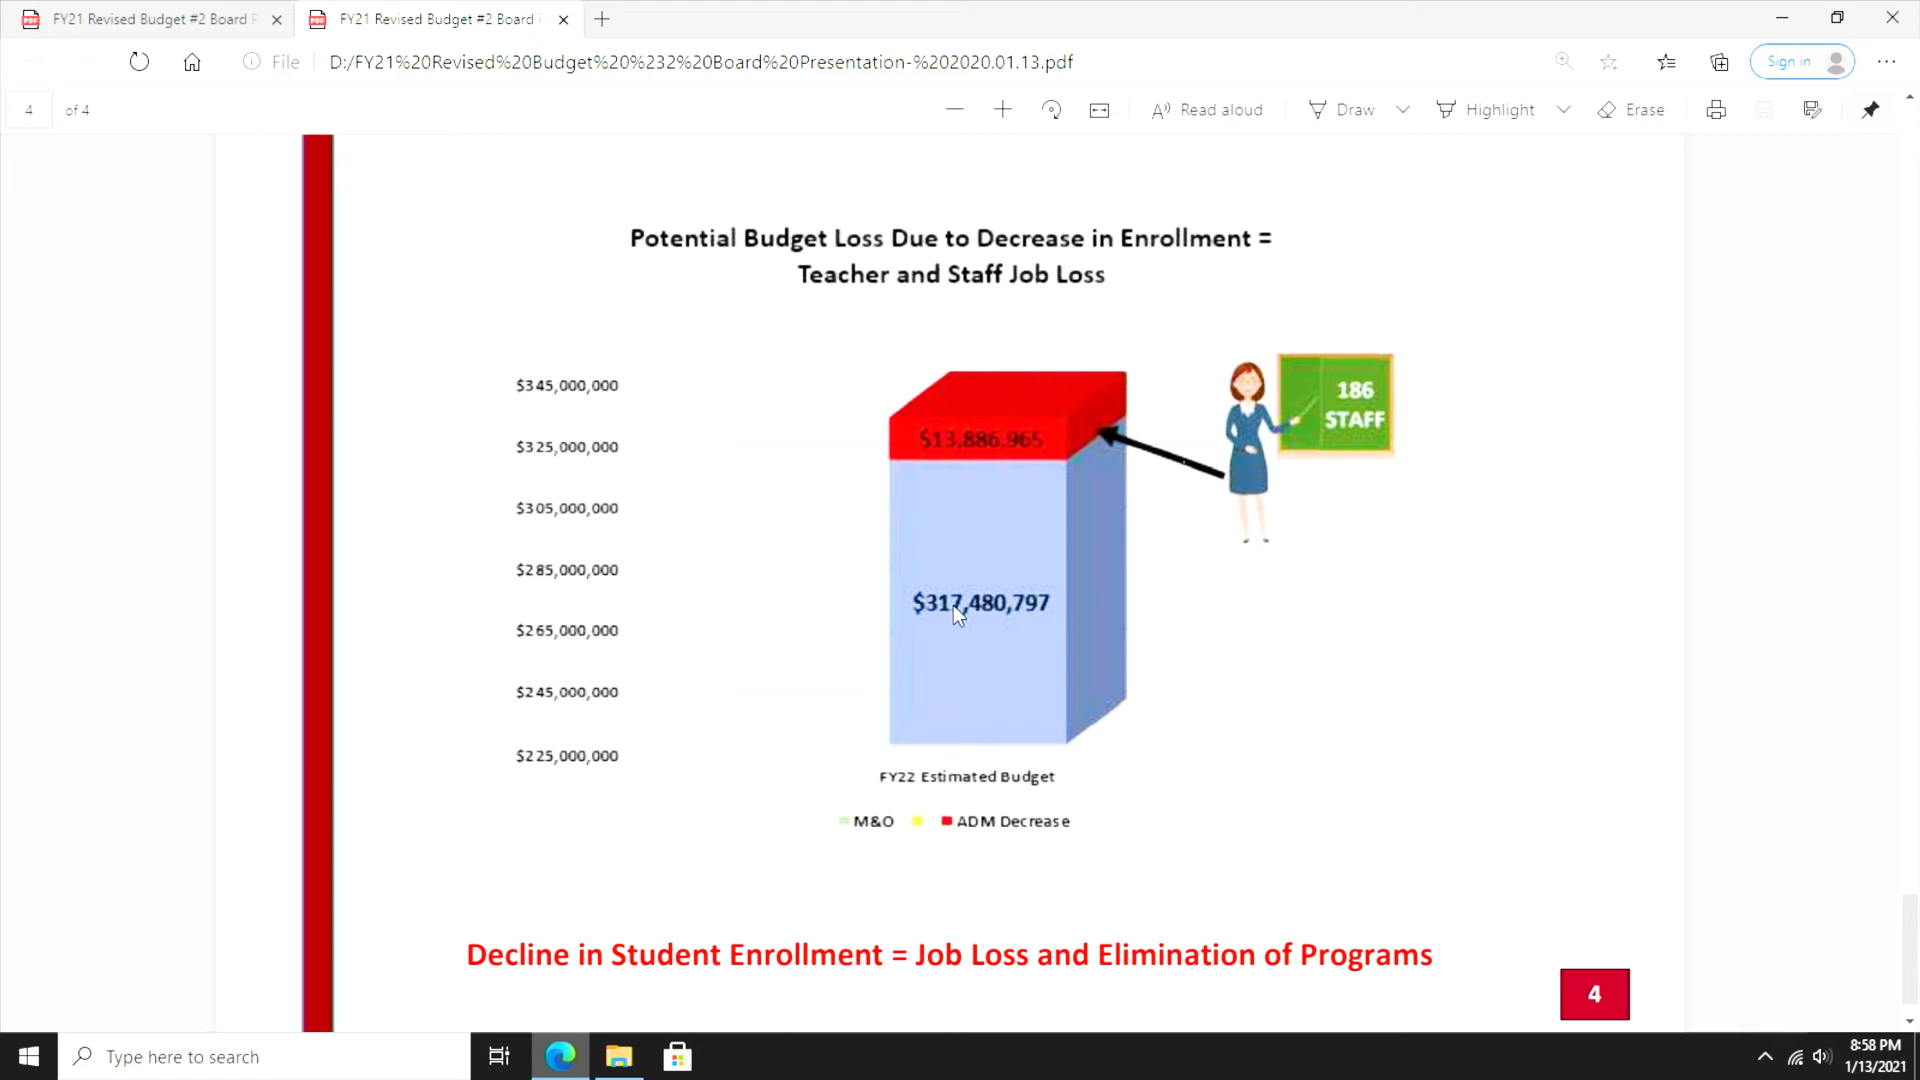 FY21 Revised Budget #2 Board P
FY21 Revised Budget #2 Board
File
D:/FY21%20Revised%20Budget%20%232%20Board%20Presentation-%202020.01.13.pdf
Sign in
4
of 4
Read aloud
Draw
Highlight
Erase
Potential Budget Loss Due to Decrease in Enrollment =
Teacher and Staff Job Loss
$345,000,000
$325,000,000
$305,000,000
$285,000,000
$265,000,000
$245,000,000
$225,000,000
$13,886.965
$317,480,797
186
STAFF
FY22 Estimated Budget
M&O
ADM Decrease
Decline in Student Enrollment = Job Loss and Elimination of Programs
4
Type here to search
8:58 PM
1/13/2021